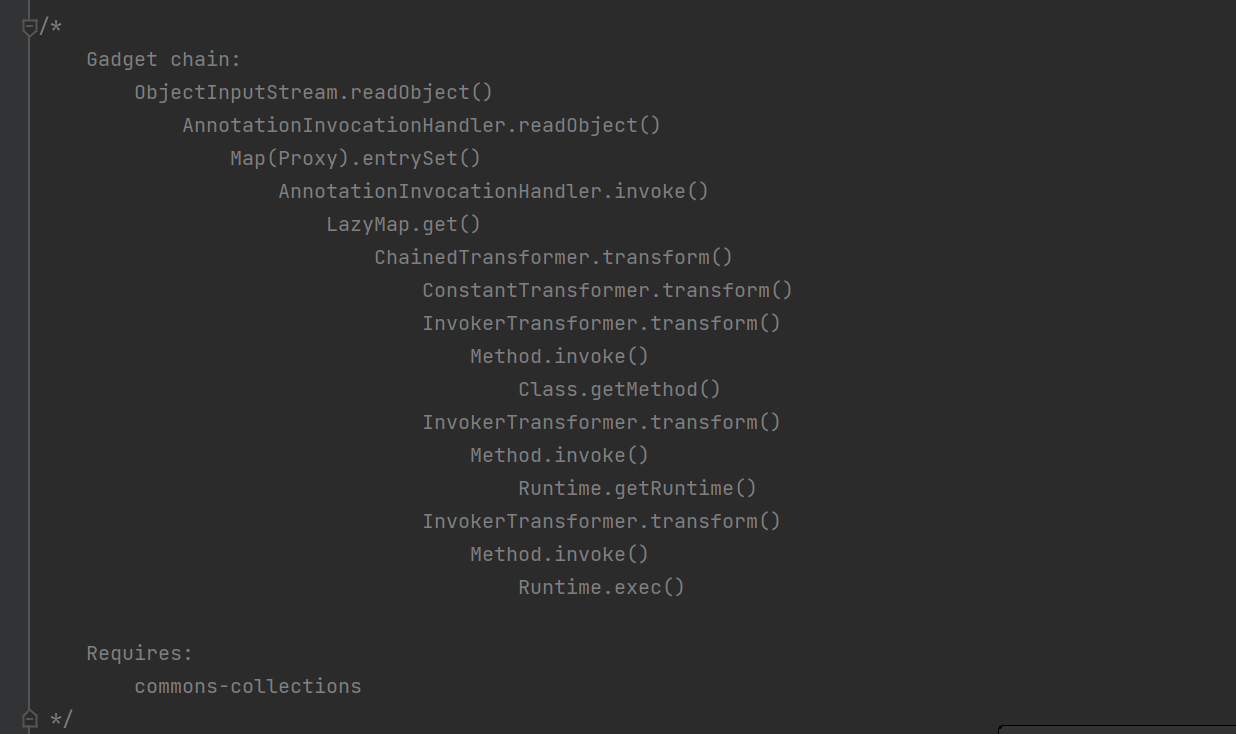 /*
Gadget chain:
ObjectInputStream.readObject()
AnnotationInvocationHandler.readObject()
Map(Proxy).entrySet()
AnnotationInvocationHandler.invoke()
LazyMap.get()
ChainedTransformer.transform()
ConstantTransformer.transform()
InvokerTransformer.transform()
Method.invoke()
Class.getMethod()
InvokerTransformer.transform()
Method.invoke()
Runtime.getRuntime()
InvokerTransformer.transform()
Method.invoke()
Runtime.exec()
Requires:
commons-collections
*/